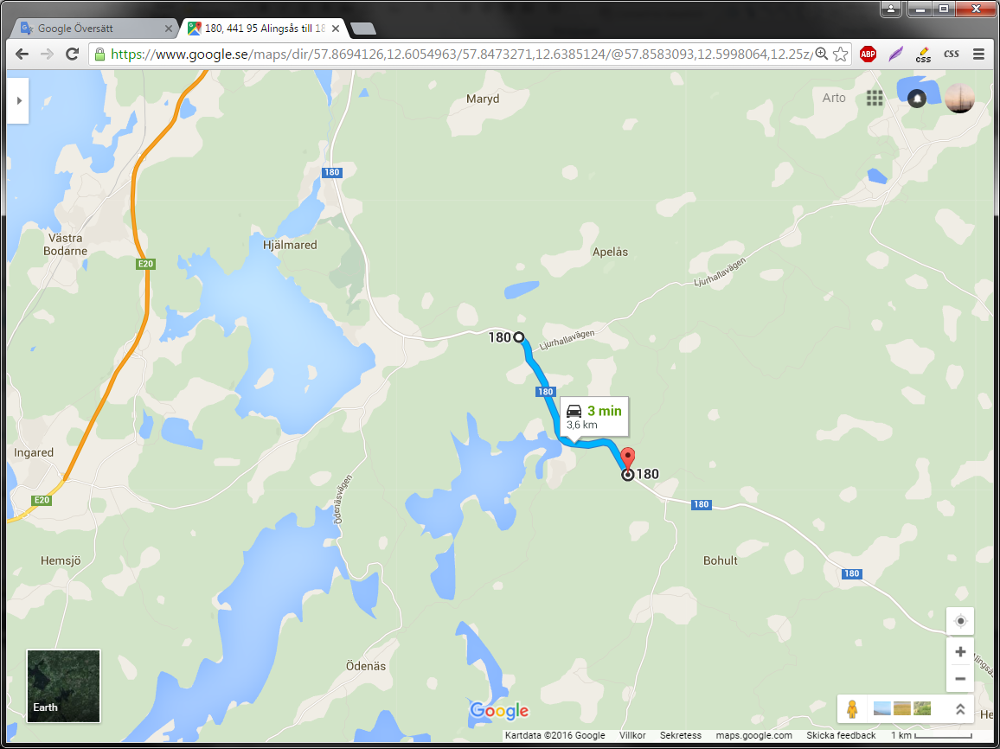 Google Översätt
180, 441 95 Alingsås till 18
https://www.google.se/maps/dir/57.8694126,12.6054963/57.8473271,12.6385124/@57.8583093,12.5998064,12.25z/
ABP
CSS
CSS
Maryd
Arto
180
Västra
Bodarne
Hjälmared
Apelås
E20
Ljurhallavägen
180
Ljurhallavägen
180
3 min
3,6 km
Ingared
180
E20
Ödenäsvägen
180
Hemsjö
Bohult
180
Ödenäs
Alingsås
Earth
Google
He
Kartdata ©2016 Google Villkor Sekretess maps.google.com Skicka feedback 1 km